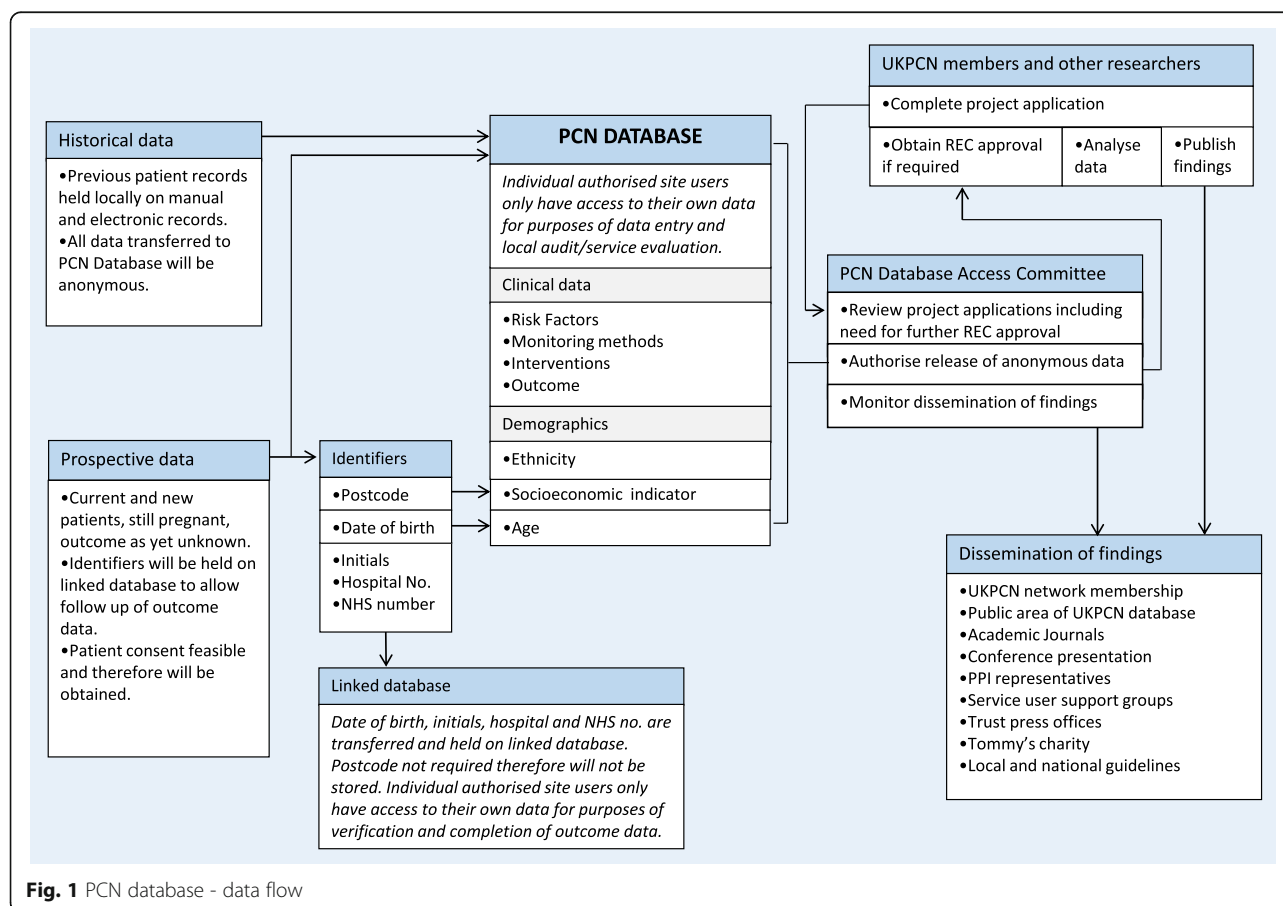 Historical data
•Previous patient records
held locally on manual
and electronic records.
•All data transferred to
PCN Database will be
anonymous.
Prospective data
•Current and new
patients, still pregnant,
outcome as yet unknown.
•Identifiers will be held on
linked database to allow
follow up of outcome
data.
•Patient consent feasible
and therefore will be
obtained.
Identifiers
•Postcode
•Date of birth
•Initials
•Hospital No.
•NHS number
Linked database
Date of birth, initials, hospital and NHS no. are
transferred and held on linked database.
Postcode not required therefore will not be
stored. Individual authorised site users only
have access to their own data for purposes of
verification and completion of outcome data.
PCN DATABASE
Individual authorised site users
only have access to their own data
for purposes of data entry and
local audit/service evaluation.
Clinical data
•Risk Factors
•Monitoring methods
•Interventions
•Outcome
Demographics
•Ethnicity
•Socioeconomic indicator
•Age
UKPCN members and other researchers
•Complete project application
•Obtain REC approval
if required
•Analyse
data
•Publish
findings
PCN Database Access Committee
•Review project applications including
need for further REC approval
•Authorise release of anonymous data
•Monitor dissemination of findings
Dissemination of findings
•UKPCN network membership
•Public area of UKPCN database
•Academic Journals
•Conference presentation
•PPI representatives
•Service user support groups
•Trust press offices
•Tommy's charity
•Local and national guidelines
Fig. 1 PCN database - data flow